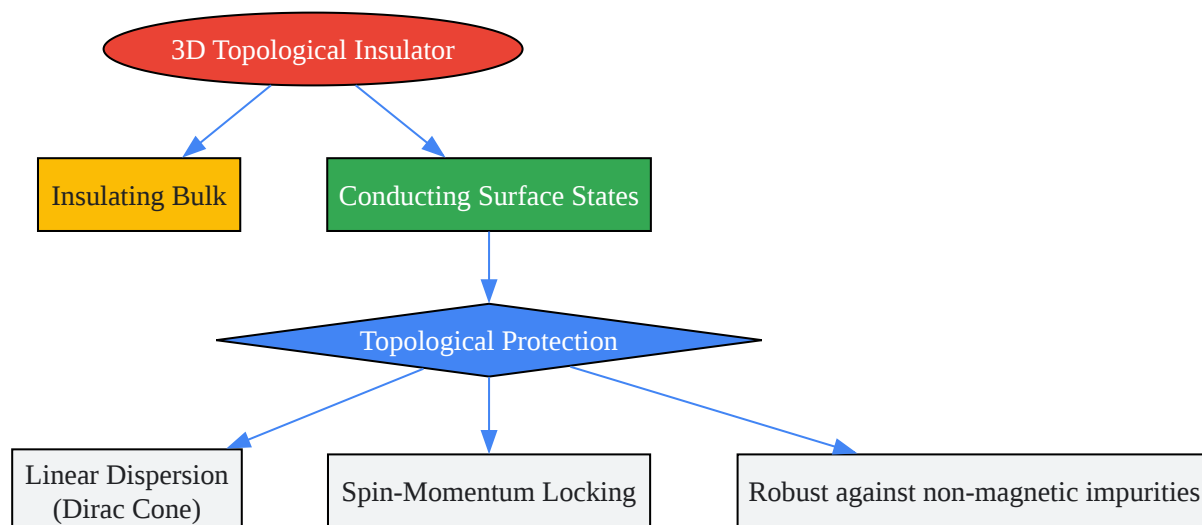 3D Topological Insulator
Insulating Bulk
Conducting Surface States
Topological Protection
Linear Dispersion
(Dirac Cone)
Spin-Momentum Locking
Robust against non-magnetic impurities